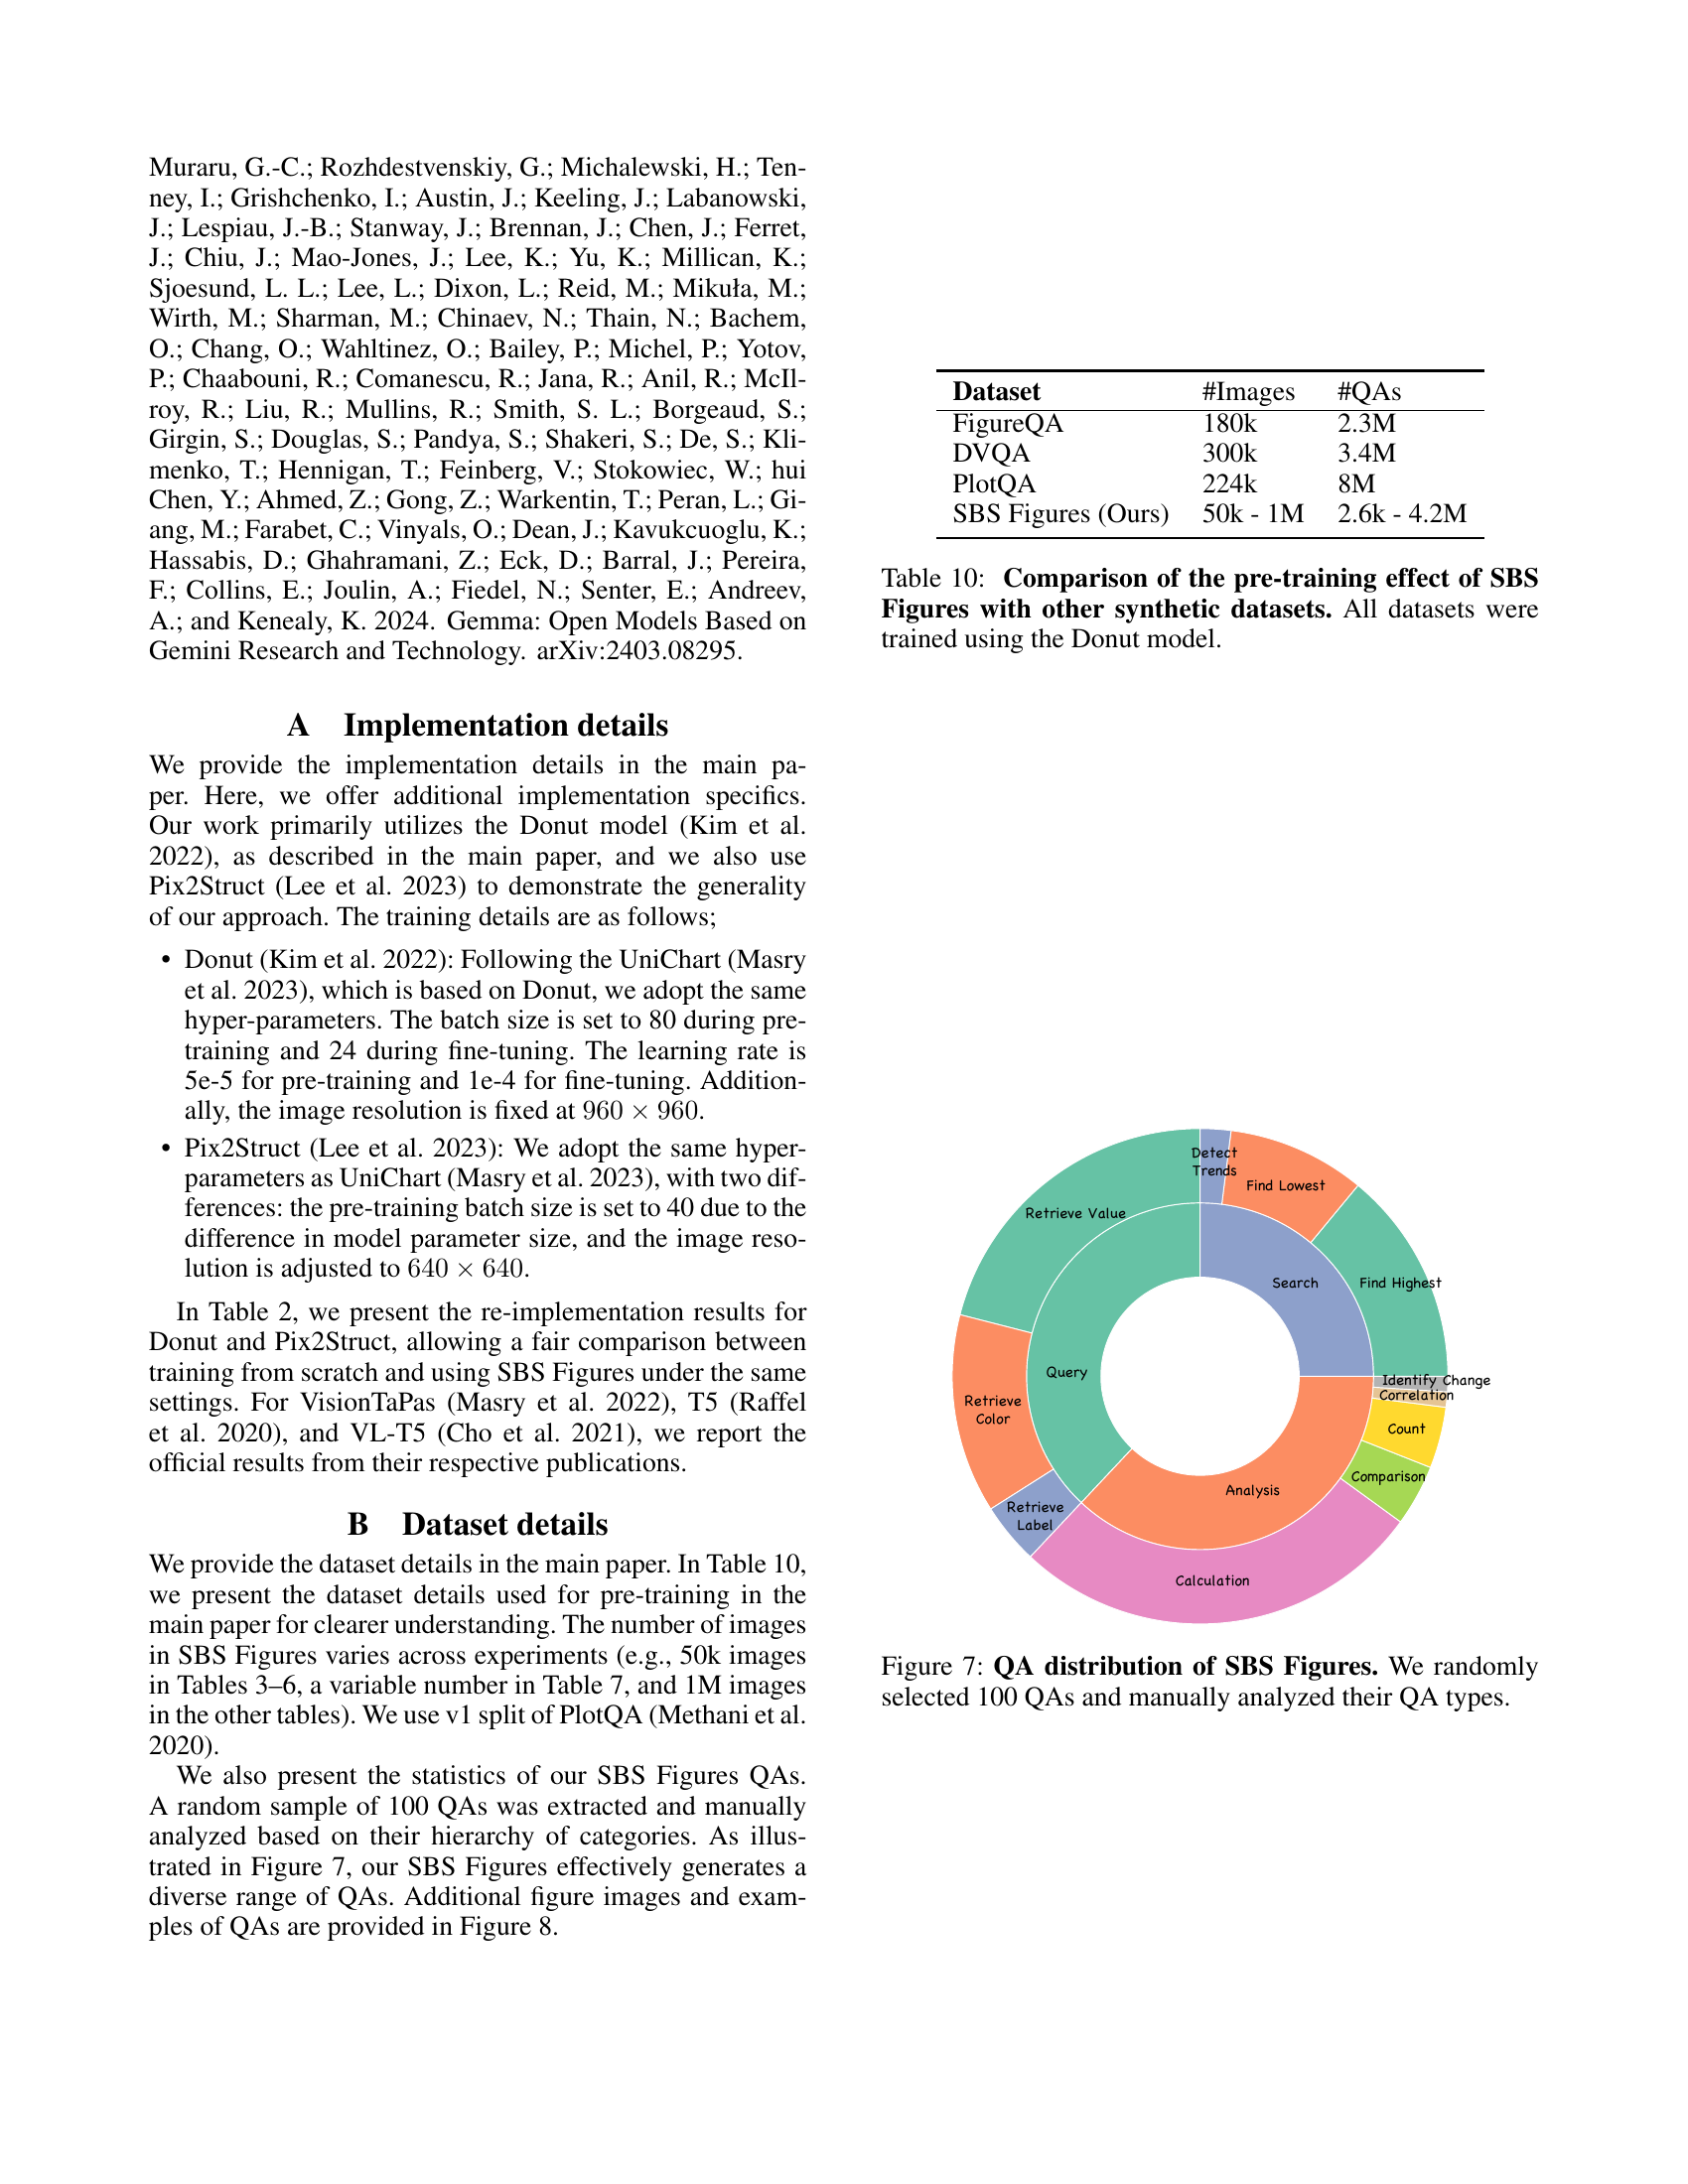 Muraru, G.-C.; Rozhdestvenskiy, G.; Michalewski, H.; Ten-
ney, I.; Grishchenko, I.; Austin, J.; Keeling, J.; Labanowski,
J.; Lespiau, J.-B.; Stanway, J.; Brennan, J.; Chen, J.; Ferret,
J.; Chiu, J.; Mao-Jones, J.; Lee, K.; Yu, K.; Millican, K.;
Sjoesund, L. L.; Lee, L.; Dixon, L.; Reid, M.; Mikuła, M.;
Wirth, M.; Sharman, M.; Chinaev, N.; Thain, N.; Bachem,
O.; Chang, O.; Wahltinez, O.; Bailey, P.; Michel, P.; Yotov,
P.; Chaabouni, R.; Comanescu, R.; Jana, R.; Anil, R.; McIl-
roy, R.; Liu, R.; Mullins, R.; Smith, S. L.; Borgeaud, S.;
Girgin, S.; Douglas, S.; Pandya, S.; Shakeri, S.; De, S.; Kli-
menko, T.; Hennigan, T.; Feinberg, V.; Stokowiec, W.; hui
Chen, Y.; Ahmed, Z.; Gong, Z.; Warkentin, T.; Peran, L.; Gi-
ang, M.; Farabet, C.; Vinyals, O.; Dean, J.; Kavukcuoglu, K.;
Hassabis, D.; Ghahramani, Z.; Eck, D.; Barral, J.; Pereira,
F.; Collins, E.; Joulin, A.; Fiedel, N.; Senter, E.; Andreev,
A.; and Kenealy, K. 2024. Gemma: Open Models Based on
Gemini Research and Technology. arXiv:2403.08295.
A Implementation details
We provide the implementation details in the main pa-
per. Here, we offer additional implementation specifics.
Our work primarily utilizes the Donut model (Kim et al.
2022), as described in the main paper, and we also use
Pix2Struct (Lee et al. 2023) to demonstrate the generality
of our approach. The training details are as follows;
• Donut (Kim et al. 2022): Following the UniChart (Masry
et al. 2023), which is based on Donut, we adopt the same
hyper-parameters. The batch size is set to 80 during pre-
training and 24 during fine-tuning. The learning rate is
5e-5 for pre-training and 1e-4 for fine-tuning. Addition-
ally, the image resolution is fixed at 960 × 960.
• Pix2Struct (Lee et al. 2023): We adopt the same hyper-
parameters as UniChart (Masry et al. 2023), with two dif-
ferences: the pre-training batch size is set to 40 due to the
difference in model parameter size, and the image reso-
lution is adjusted to 640 × 640.
In Table 2, we present the re-implementation results for
Donut and Pix2Struct, allowing a fair comparison between
training from scratch and using SBS Figures under the same
settings. For VisionTaPas (Masry et al. 2022), T5 (Raffel
et al. 2020), and VL-T5 (Cho et al. 2021), we report the
official results from their respective publications.
B Dataset details
We provide the dataset details in the main paper. In Table 10,
we present the dataset details used for pre-training in the
main paper for clearer understanding. The number of images
in SBS Figures varies across experiments (e.g., 50k images
in Tables 3–6, a variable number in Table 7, and 1M images
in the other tables). We use v1 split of PlotQA (Methani et al.
2020).
We also present the statistics of our SBS Figures QAs.
A random sample of 100 QAs was extracted and manually
analyzed based on their hierarchy of categories. As illus-
trated in Figure 7, our SBS Figures effectively generates a
diverse range of QAs. Additional figure images and exam-
ples of QAs are provided in Figure 8.
Dataset #Images #QAs
FigureQA 180k 2.3M
DVQA 300k 3.4M
PlotQA 224k 8M
SBS Figures (Ours) 50k - 1M 2.6k - 4.2M
Table 10: Comparison of the pre-training effect of SBS
Figures with other synthetic datasets. All datasets were
trained using the Donut model.
Detect
Trends
Find Lowest
Retrieve Value
Search
Find Highest
Query
Identify Change
Correlation
Retrieve
Color
Count
Comparison
Analysis
Retrieve
Label
Calculation
Figure 7: QA distribution of SBS Figures. We randomly
selected 100 QAs and manually analyzed their QA types.